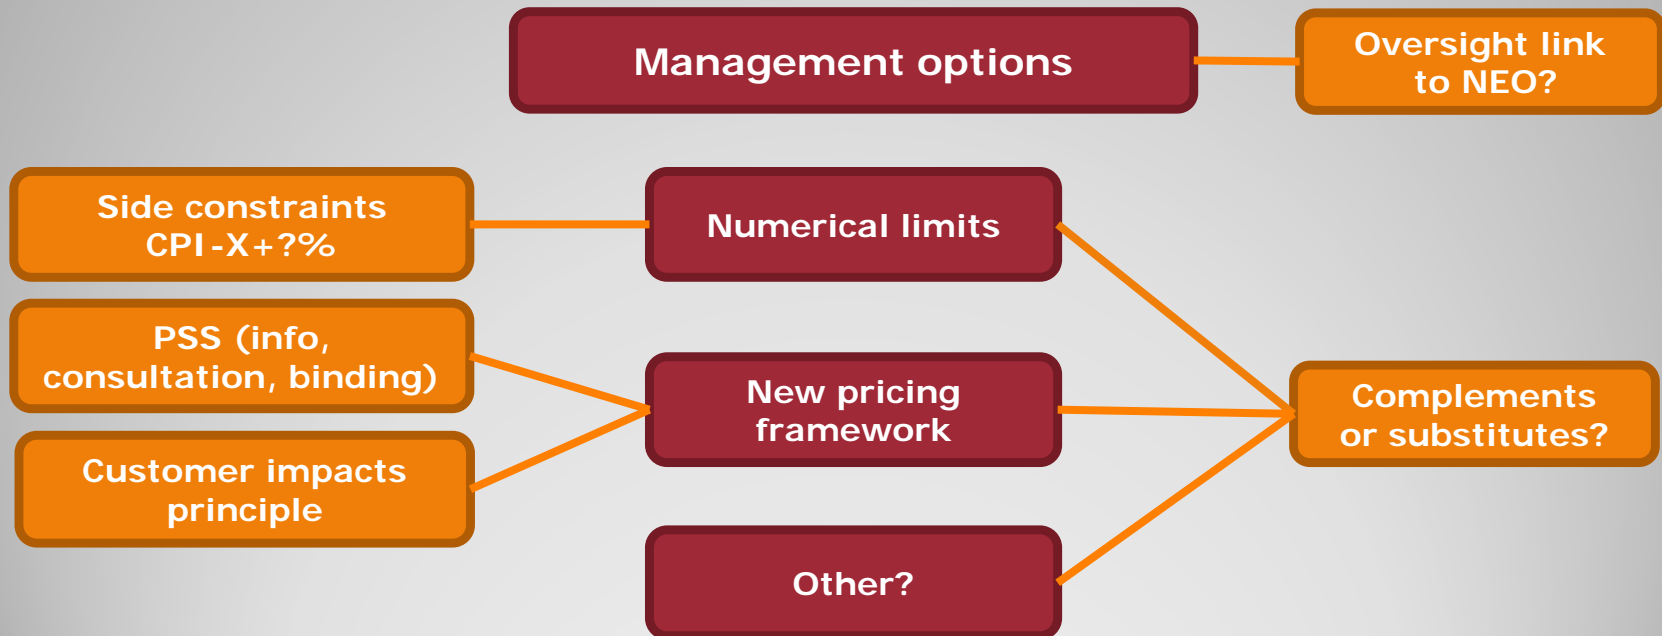 Management options
Oversight link
to NEO?
Side constraints
CPI-X+?%
Numerical limits
PSS (info,
consultation, binding)
New pricing
framework
Complements
or substitutes?
Customer impacts
principle
Other?